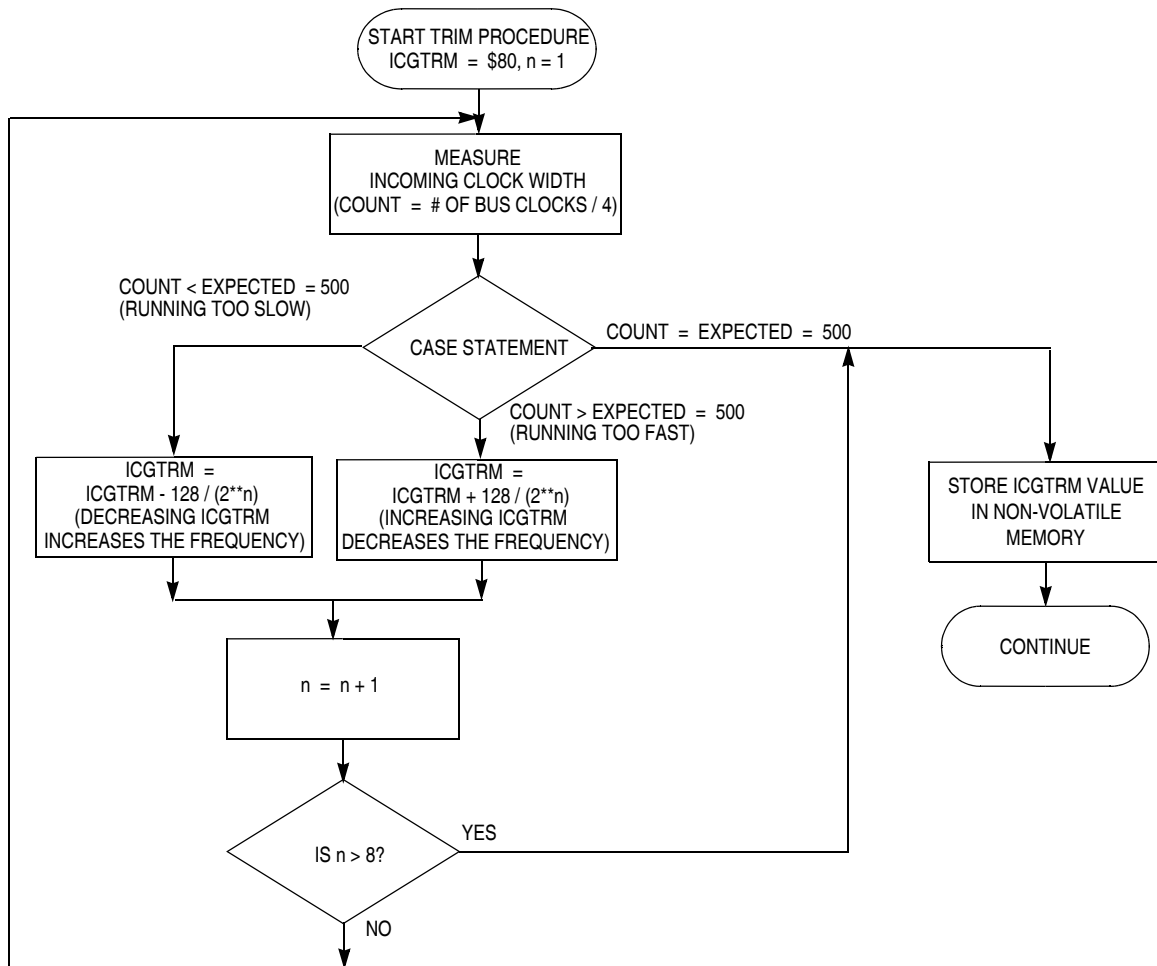 START TRIM PROCEDURE
ICGTRM = $80, n = 1
MEASURE
INCOMING CLOCK WIDTH
(COUNT = # OF BUS CLOCKS / 4)
COUNT < EXPECTED = 500
(RUNNING TOO SLOW)
CASE STATEMENT
COUNT = EXPECTED = 500
COUNT > EXPECTED = 500
(RUNNING TOO FAST)
ICGTRM =
ICGTRM - 128 / (2**n)
(DECREASING ICGTRM
INCREASES THE FREQUENCY)
ICGTRM =
ICGTRM + 128 / (2**n)
(INCREASING ICGTRM
DECREASES THE FREQUENCY)
STORE ICGTRM VALUE
IN NON-VOLATILE
MEMORY
CONTINUE
n = n + 1
IS n > 8?
YES
NO